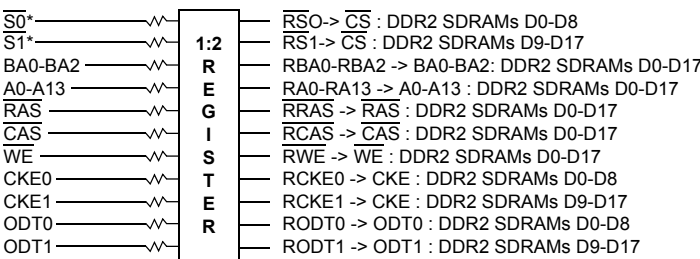 S0* 1:2 RSO-> CS : DDR2 SDRAMs D0-D8
S1* R RS1-> CS : DDR2 SDRAMs D9-D17
BA0-BA2 E RBA0-RBA2 -> BA0-BA2: DDR2 SDRAMs D0-D17
A0-A13 G RA0-RA13 -> A0-A13 : DDR2 SDRAMs D0-D17
RAS I RRAS -> RAS : DDR2 SDRAMs D0-D17
CAS S RCAS -> CAS : DDR2 SDRAMs D0-D17
WE T RWE -> WE : DDR2 SDRAMs D0-D17
CKE0 E RCKE0 -> CKE : DDR2 SDRAMs D0-D8
CKE1 R RCKE1 -> CKE : DDR2 SDRAMs D9-D17
ODT0 RODT0 -> ODT0 : DDR2 SDRAMs D0-D8
ODT1 RODT1 -> ODT1 : DDR2 SDRAMs D9-D17